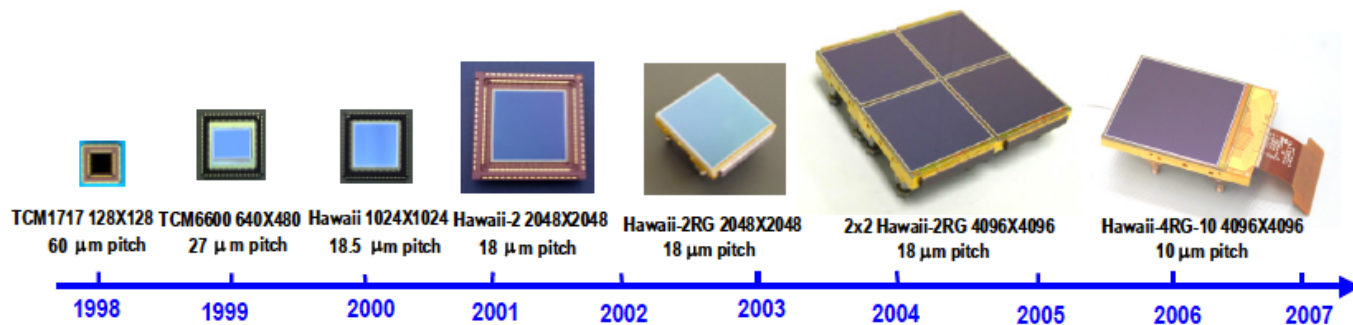 TCM1717 128X128
60 μm pitch
TCM6600 640X480
27 μm pitch
Hawaii 1024X1024
18.5 μm pitch
Hawaii-2 2048X2048
18 μm pitch
Hawaii-2RG 2048X2048
18 μm pitch
2x2 Hawaii-2RG 4096X4096
18 μm pitch
Hawaii-4RG-10 4096X4096
10 μm pitch
1998
1999
2000
2001
2002
2003
2004
2005
2006
2007